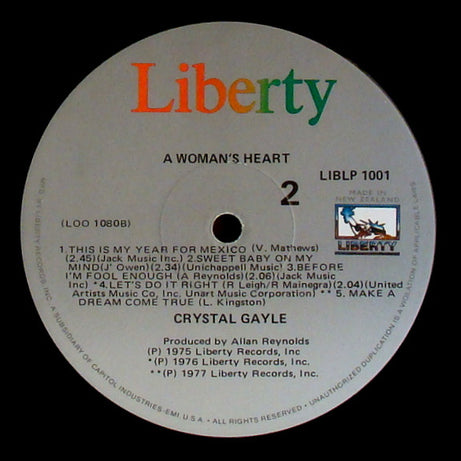 Liberty
A WOMAN'S HEART
LIBLP 1001
2
MADE IN
NEW ZEALAND
(LOO 1080B)
LIBERTY
1.THIS IS MY YEAR FOR MEXICO (V. Mathews)
(2.45)(Jack Music Inc.) 2.SWEET BABY ON MY
MIND(J' Owen)(2.34)(Unichappell Music) 3.BEFORE
I'M FOOL ENOUGH (A Reynolds)(2.06)(Jack Music
Inc) *4.LET'S DO IT RIGHT (R Leigh/R Mainegra)(2.04)(United
Artists Music Co, Inc. Unart Music Corporation) ** 5. MAKE A
DREAM COME TRUE (L. Kingston)
CRYSTAL GAYLE
Produced by Allan Reynolds
(P) 1975 Liberty Records, Inc
*(P) 1976 Liberty Records, Inc.
**(P) 1977 Liberty Records, Inc.
MFD. BY LIBERTY RECORDS, INC. A SUBSIDIARY OF CAPITOL INDUSTRIES-EMI, U.S.A. • ALL RIGHTS RESERVED • UNAUTHORIZED DUPLICATION IS A VIOLATION OF APPLICABLE LAWS